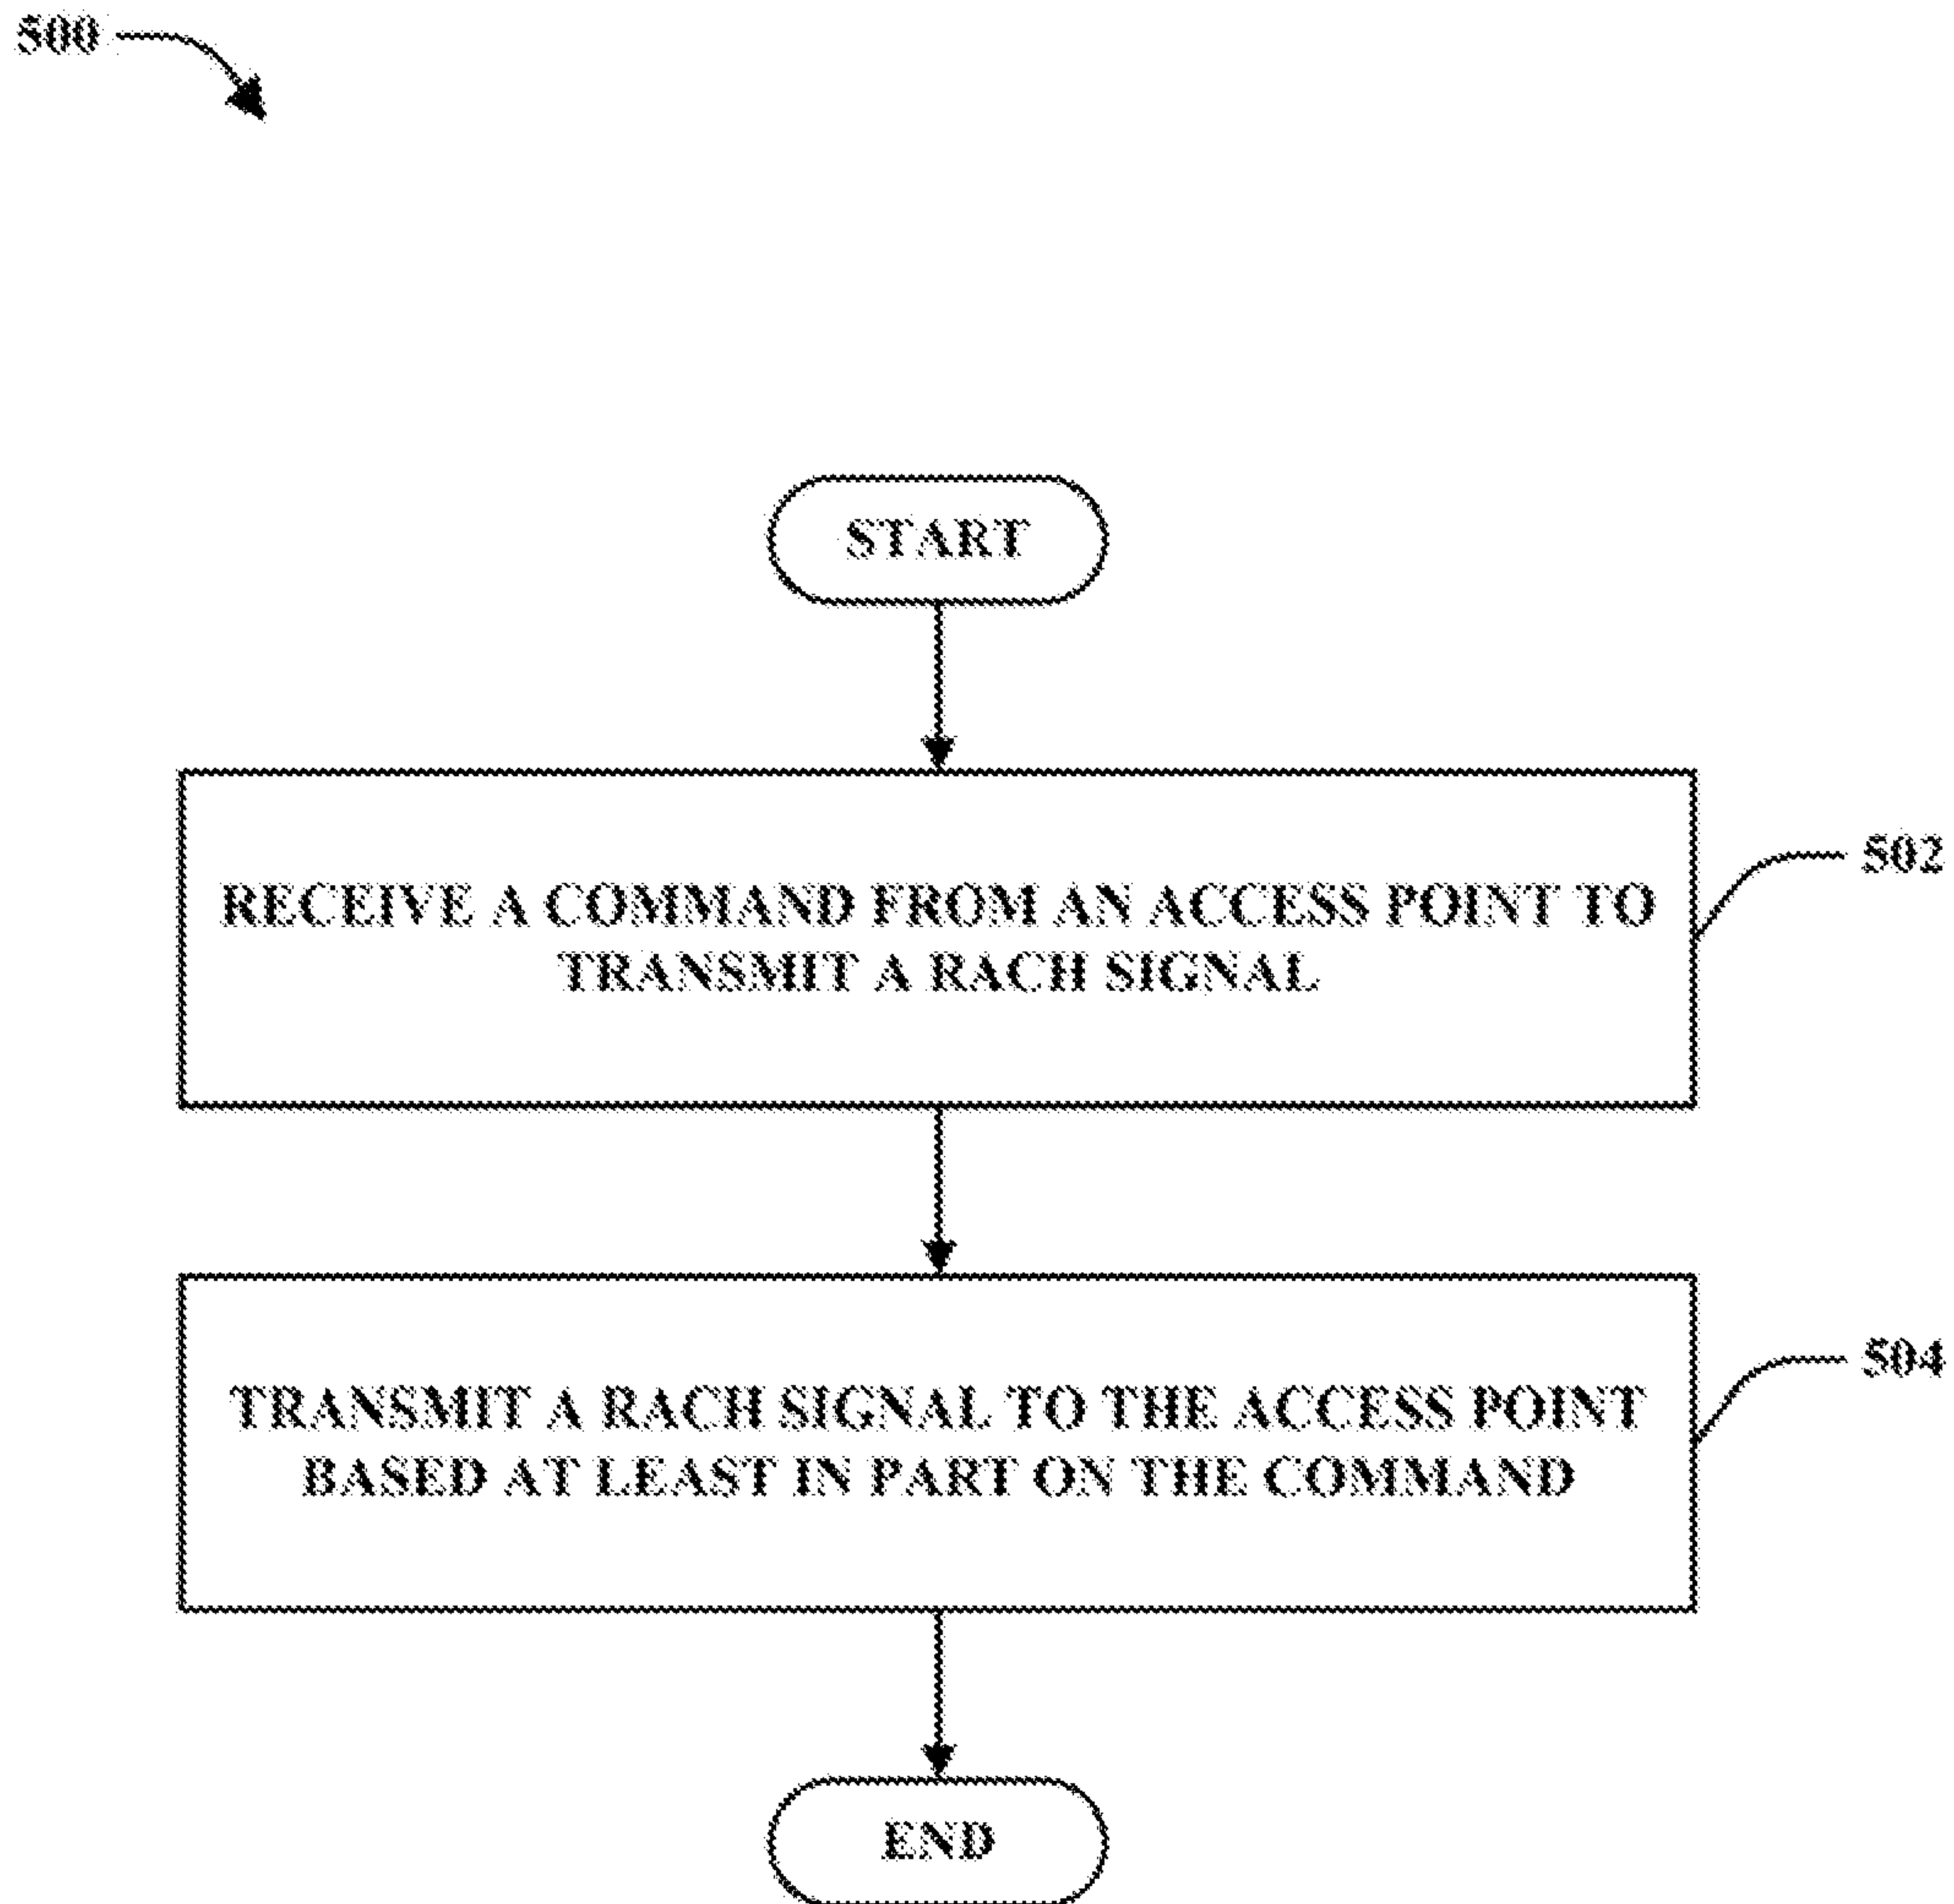 500
START
RECEIVE A COMMAND FROM AN ACCESS POINT TO
TRANSMIT A RACH SIGNAL
502
TRANSMIT A RACH SIGNAL TO THE ACCESS POINT
BASED AT LEAST IN PART ON THE COMMAND
504
END